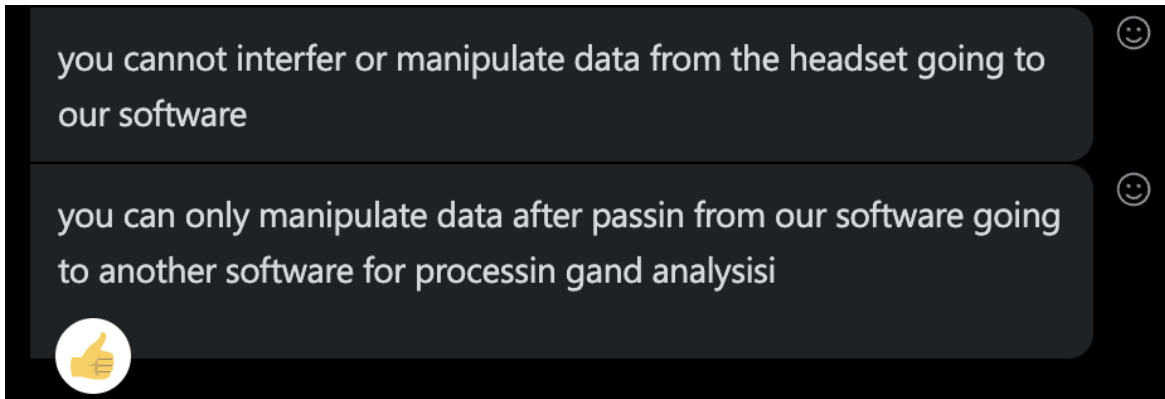 you cannot interfer or manipulate data from the headset going to
our software
you can only manipulate data after passin from our software going
to another software for processin gand analysisi